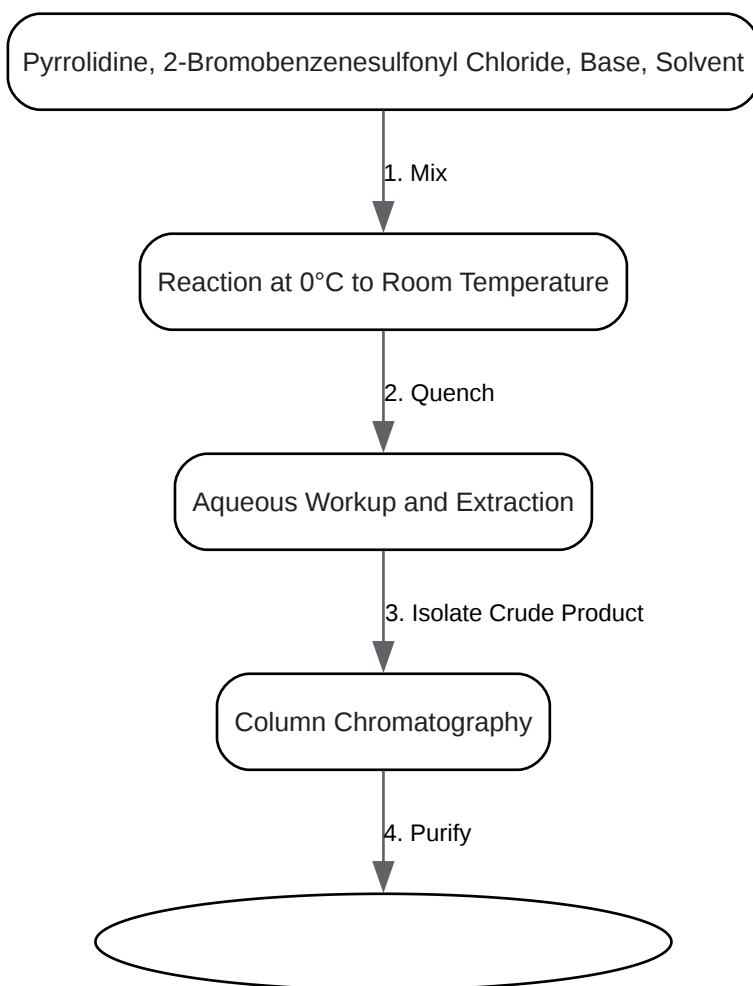 Pyrrolidine, 2-Bromobenzenesulfonyl Chloride, Base, Solvent
1. Mix
Reaction at 0°C to Room Temperature
2. Quench
Aqueous Workup and Extraction
3. Isolate Crude Product
Column Chromatography
4. Purify